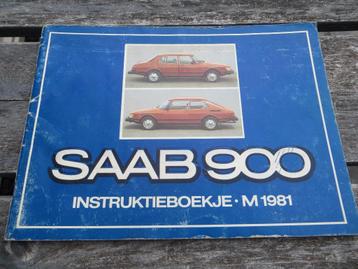 SAAB 900
INSTRUKTIEBOEKJE · M 1981